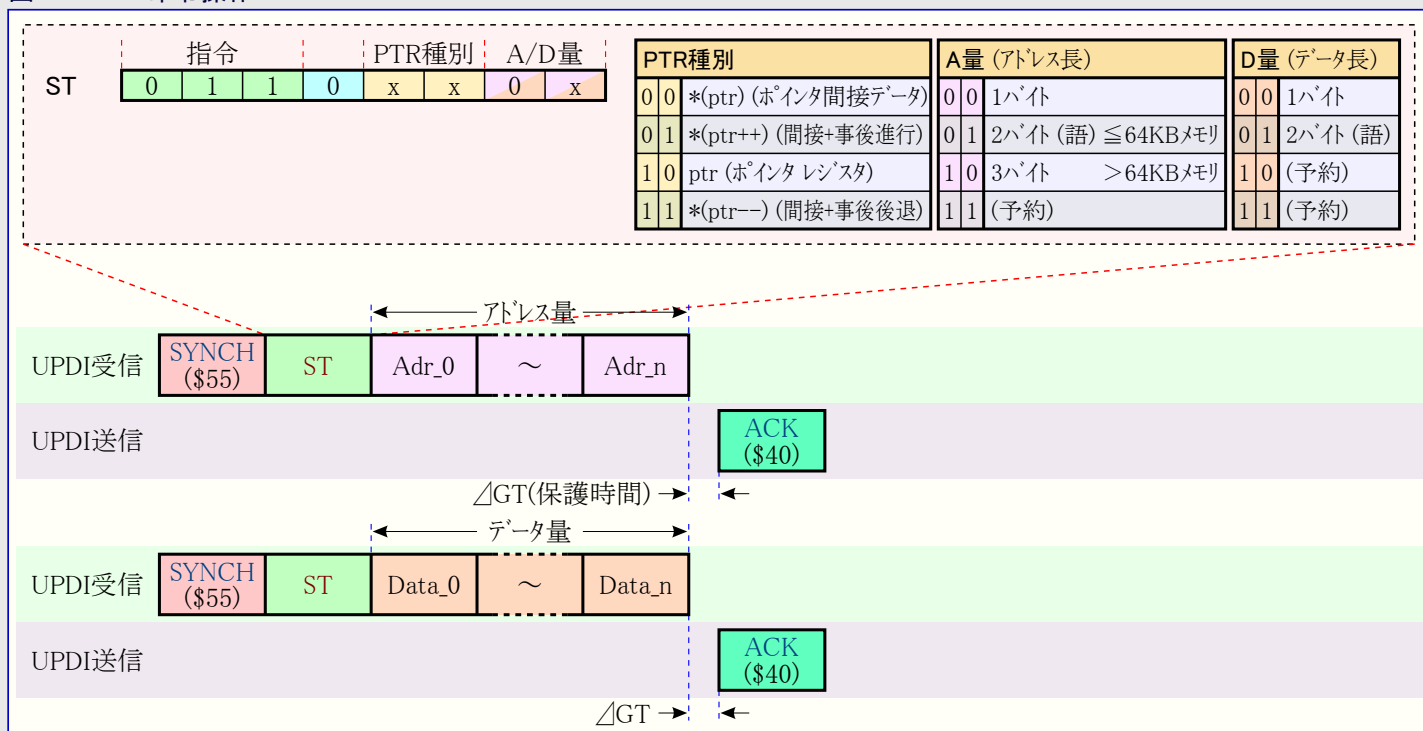 指令 PTR種別 A/D量
ST 0 1 1 0 x x 0 x
PTR種別
0 0 *(ptr) (ポインタ間接データ)
0 1 *(ptr++) (間接+事後進行)
1 0 ptr (ポインタ レジスタ)
1 1 *(ptr--) (間接+事後後退)
A量 (アドレス長)
0 0 1バイト
0 1 2バイト (語) ≦64KBメモリ
1 0 3バイト >64KBメモリ
1 1 (予約)
D量 (データ長)
0 0 1バイト
0 1 2バイト (語)
1 0 (予約)
1 1 (予約)
アドレス量
UPDI受信 SYNCH ($55) ST Adr_0 ～ Adr_n
UPDI送信 ACK ($40)
⊿GT(保護時間)
データ量
UPDI受信 SYNCH ($55) ST Data_0 ～ Data_n
UPDI送信 ACK ($40)
⊿GT